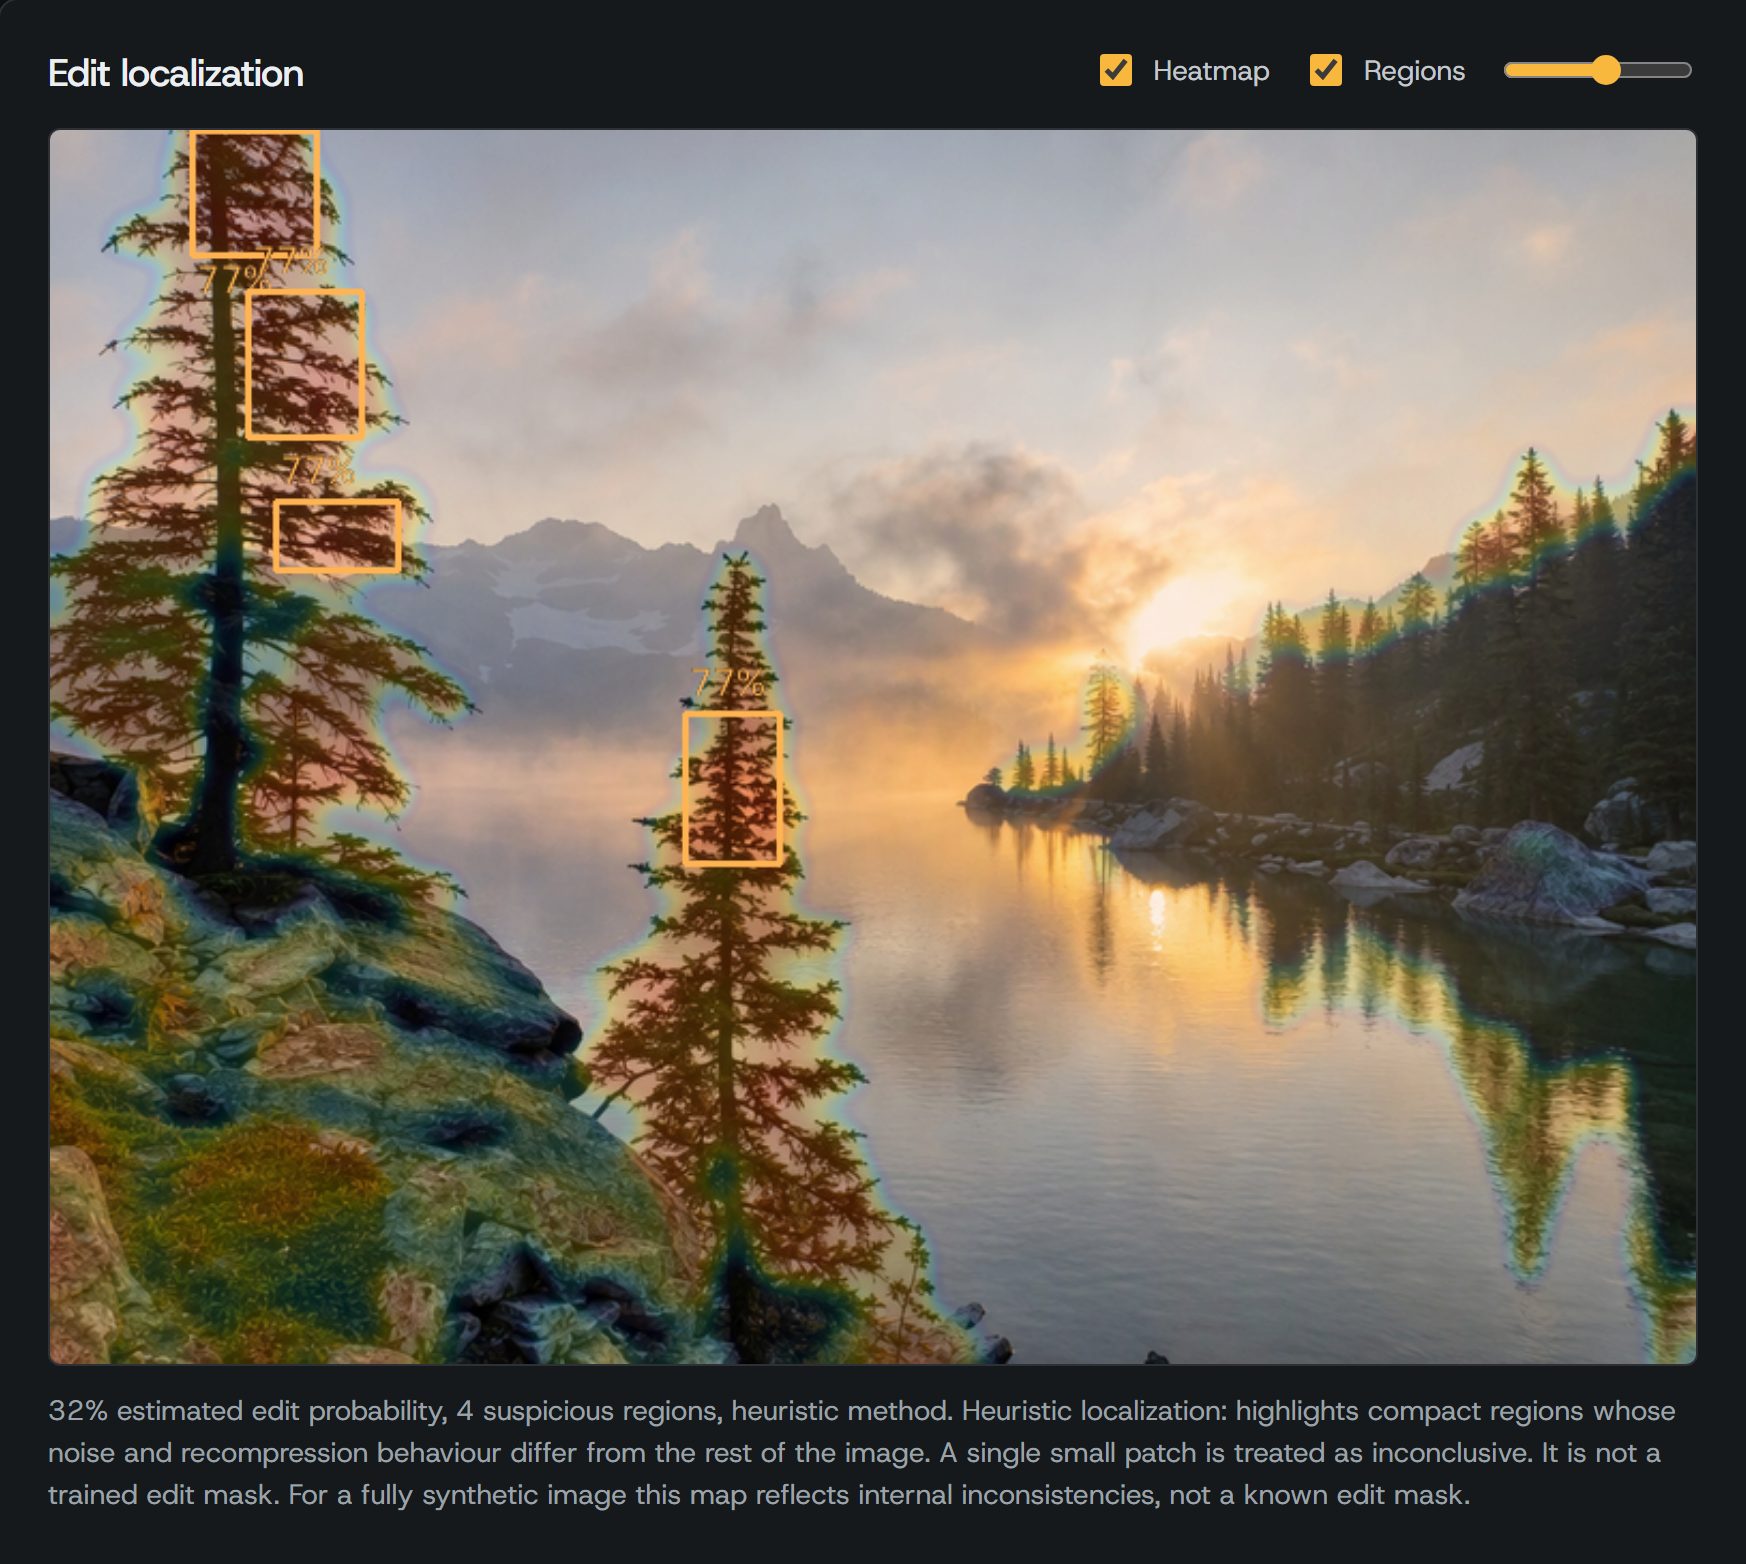 Edit localization
Heatmap
Regions
77%
77%
77%
77%
32% estimated edit probability, 4 suspicious regions, heuristic method. Heuristic localization: highlights compact regions whose
noise and recompression behaviour differ from the rest of the image. A single small patch is treated as inconclusive. It is not a
trained edit mask. For a fully synthetic image this map reflects internal inconsistencies, not a known edit mask.